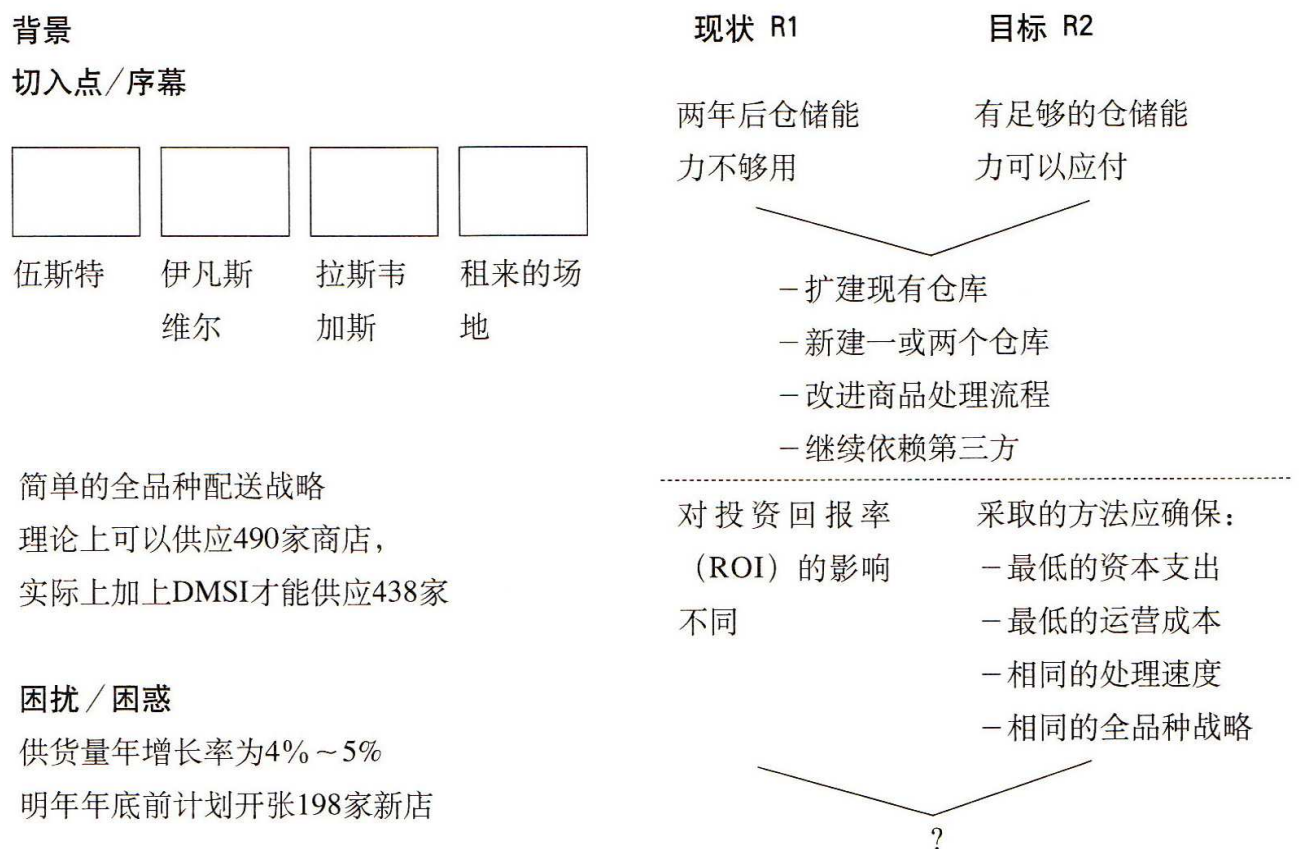 背景
切入点/序幕
伍斯特
伊凡斯
维尔
拉斯韦
加斯
租来的场
地
简单的全品种配送战略
理论上可以供应490家商店，
实际上加上DMSI才能供应438家
困扰/困惑
供货量年增长率为4%～5%
明年年底前计划开张198家新店
现状 R1
目标 R2
两年后仓储能
力不够用
有足够的仓储能
力可以应付
－扩建现有仓库
－新建一或两个仓库
－改进商品处理流程
－继续依赖第三方
对投资回报率
（ROI）的影响
不同
采取的方法应确保：
－最低的资本支出
－最低的运营成本
－相同的处理速度
－相同的全品种战略
?